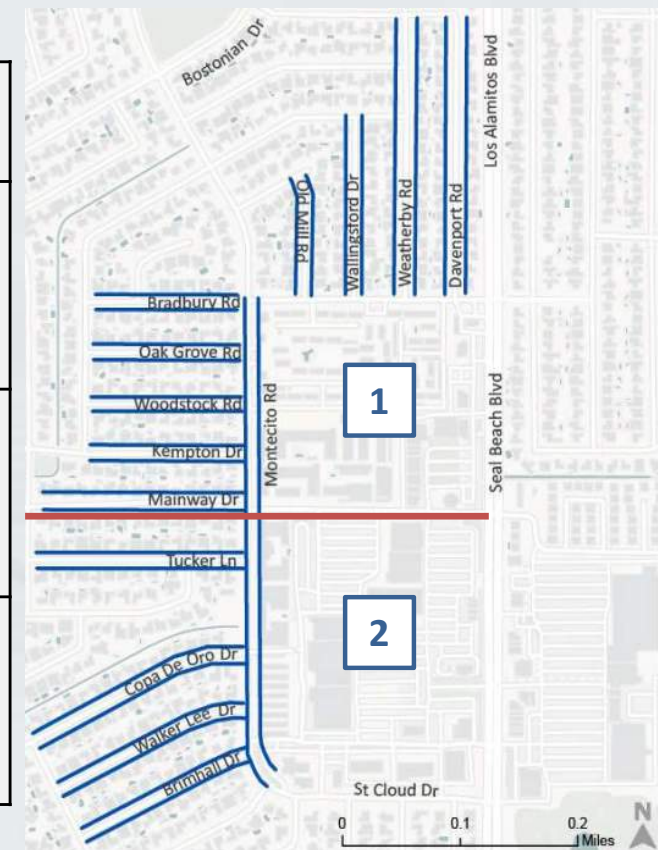 Bostonian Dr
Los Alamitos Blvd
Old Mill Rd
Wallingsford Dr
Weatherby Rd
Davenport Rd
Bradbury Rd
Oak Grove Rd
1
Woodstock Rd
Montecito Rd
Seal Beach Blvd
Kempton Dr
Mainway Dr
Tucker Ln
2
Copa De Oro Dr
Walker Lee Dr
Brimhall Dr
St Cloud Dr
0 0.1 0.2
Miles
N